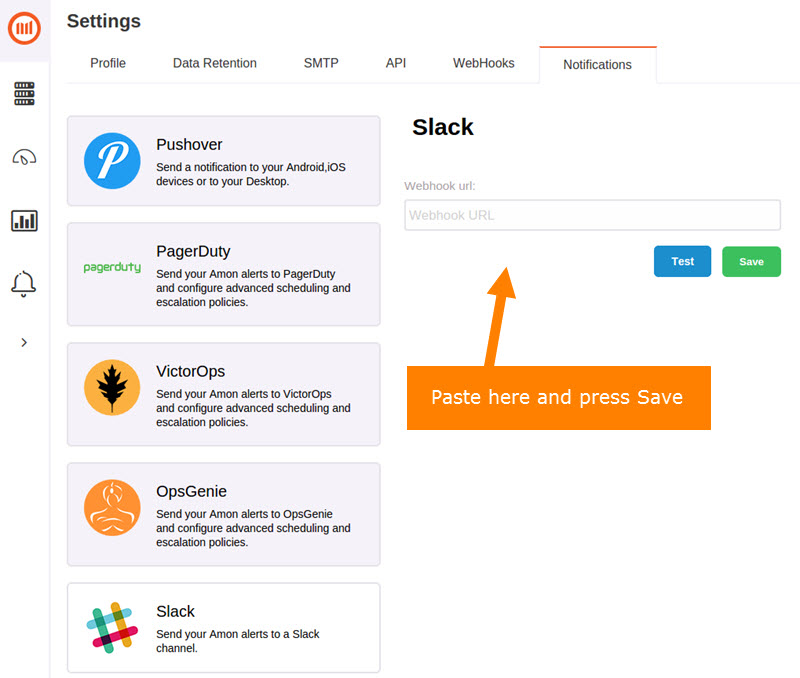 Settings
Profile
Data Retention
SMTP
API
WebHooks
Notifications
Pushover
Send a notification to your Android,iOS
devices or to your Desktop.
pagerduty
PagerDuty
Send your Amon alerts to PagerDuty
and configure advanced scheduling and
escalation policies.
VictorOps
Send your Amon alerts to VictorOps
and configure advanced scheduling and
escalation policies.
OpsGenie
Send your Amon alerts to OpsGenie
and configure advanced scheduling and
escalation policies.
Slack
Send your Amon alerts to a Slack
channel.
Slack
Webhook url:
Webhook URL
Test
Save
Paste here and press Save